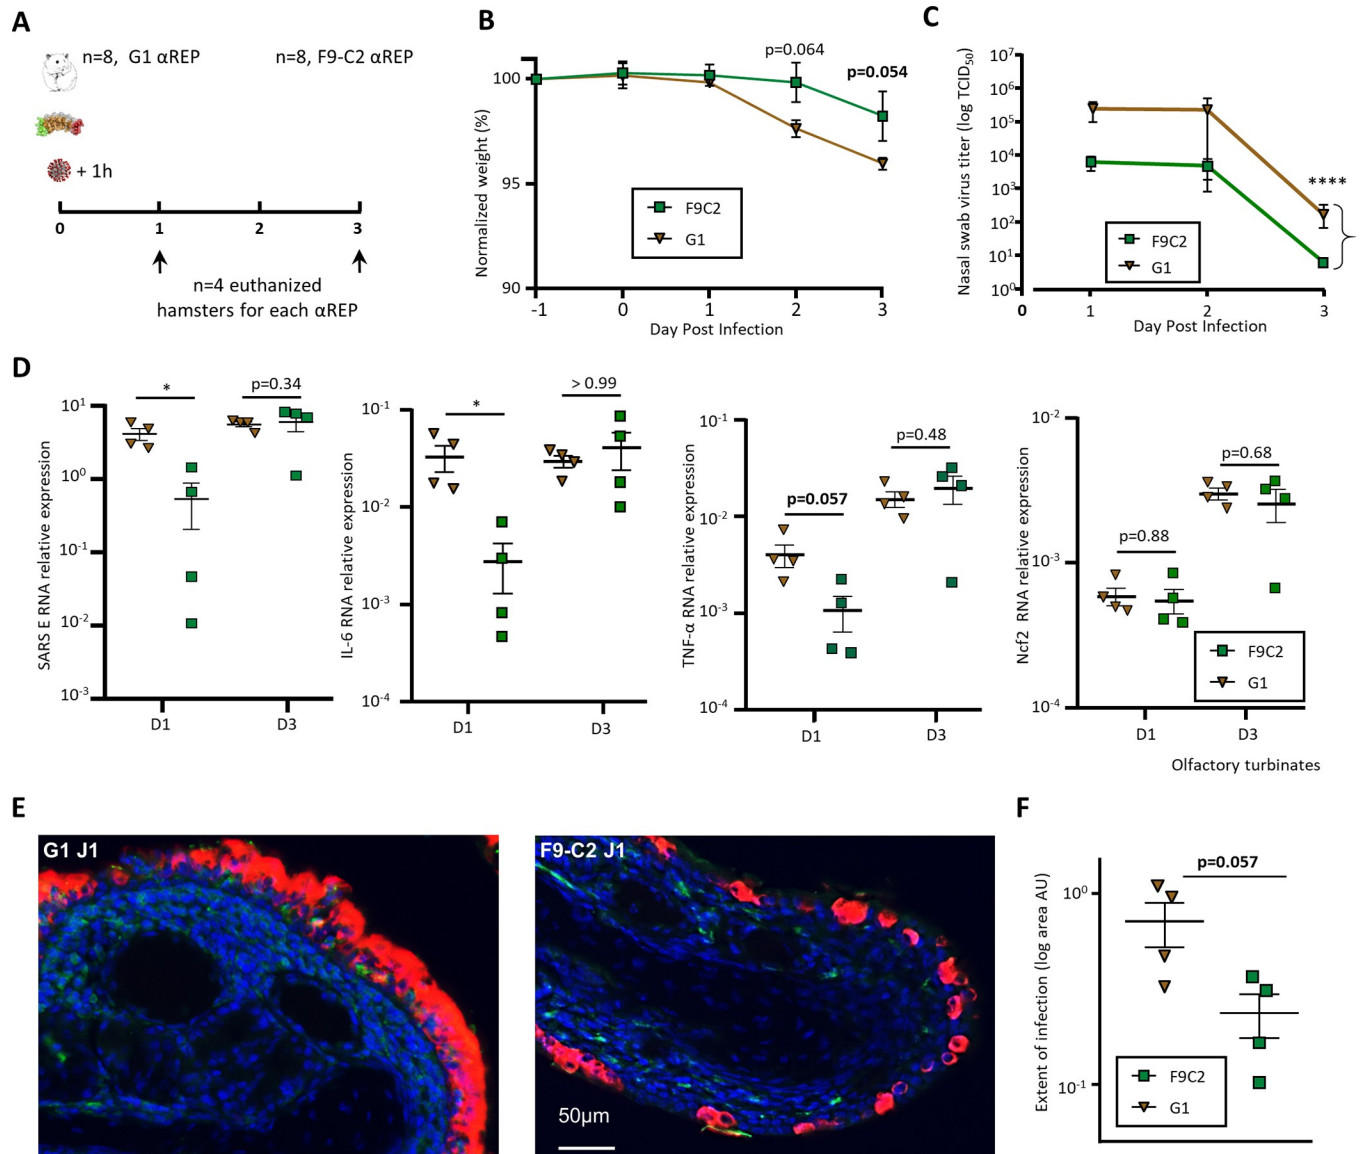 A
n=8, G1 αREP
n=8, F9-C2 αREP
+ 1h
0 1 2 3
n=4 euthanized
hamsters for each αREP
B
Normalized weight (%)
100
95
90
p=0.064
p=0.054
F9C2
G1
-1 0 1 2 3
Day Post Infection
C
Nasal swab virus titer (log TCID₅₀)
10⁷
10⁶
10⁵
10⁴
10³
10²
10¹
10⁰
****
F9C2
G1
0 1 2 3
Day Post Infection
D
SARS E RNA relative expression
10¹
10⁰
10⁻¹
10⁻²
10⁻³
*
p=0.34
D1 D3
IL-6 RNA relative expression
10⁻¹
10⁻²
10⁻³
10⁻⁴
*
> 0.99
D1 D3
TNF-α RNA relative expression
10⁻¹
10⁻²
10⁻³
10⁻⁴
p=0.057
p=0.48
D1 D3
Ncf2 RNA relative expression
10⁻²
10⁻³
10⁻⁴
p=0.88
p=0.68
F9C2
G1
D1 D3
Olfactory turbinates
E
G1 J1
F9-C2 J1
50µm
F
Extent of infection (log area AU)
10⁰
10⁻¹
p=0.057
F9C2
G1